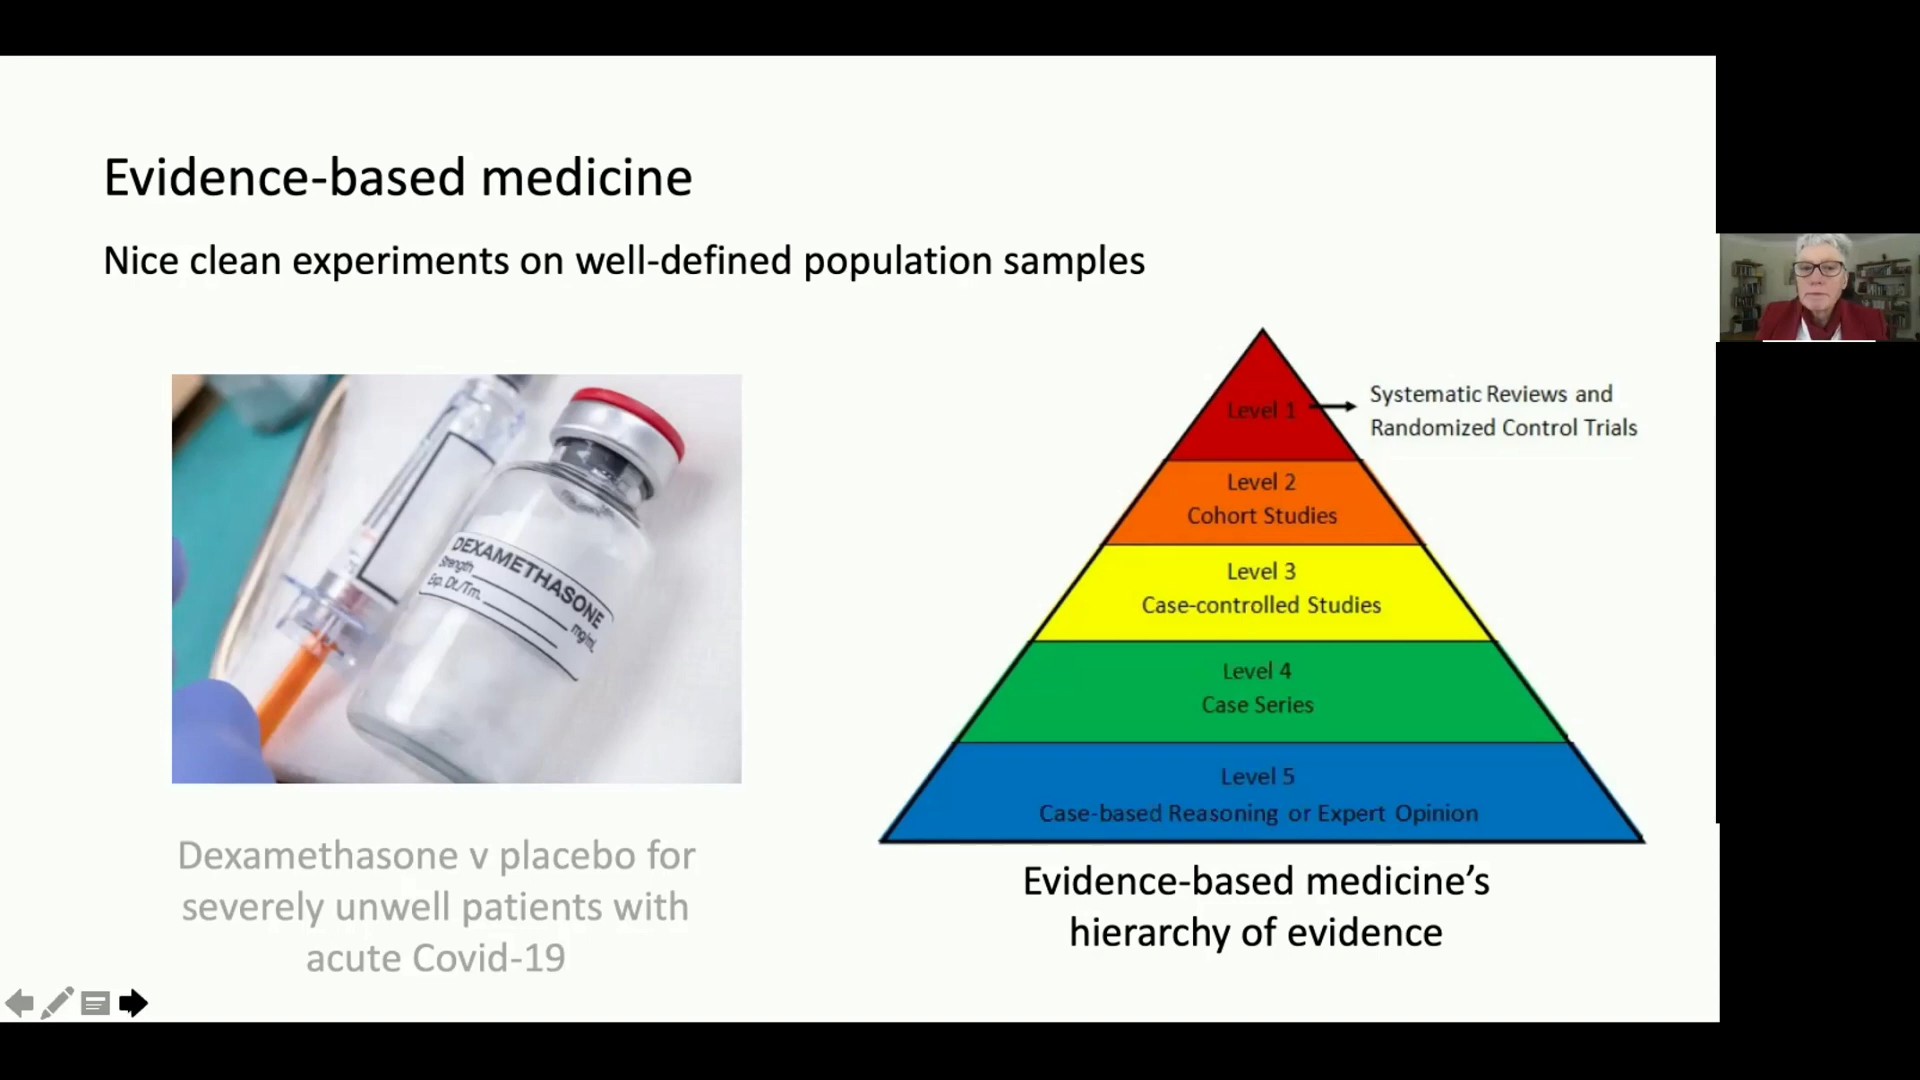 Evidence-based medicine
Nice clean experiments on well-defined population samples
DEXAMETHASONE
Strength
Exp. Dt./Tm.
mg/mL
Dexamethasone v placebo for
severely unwell patients with
acute Covid-19
Level 1
Systematic Reviews and
Randomized Control Trials
Level 2
Cohort Studies
Level 3
Case-controlled Studies
Level 4
Case Series
Level 5
Case-based Reasoning or Expert Opinion
Evidence-based medicine’s
hierarchy of evidence